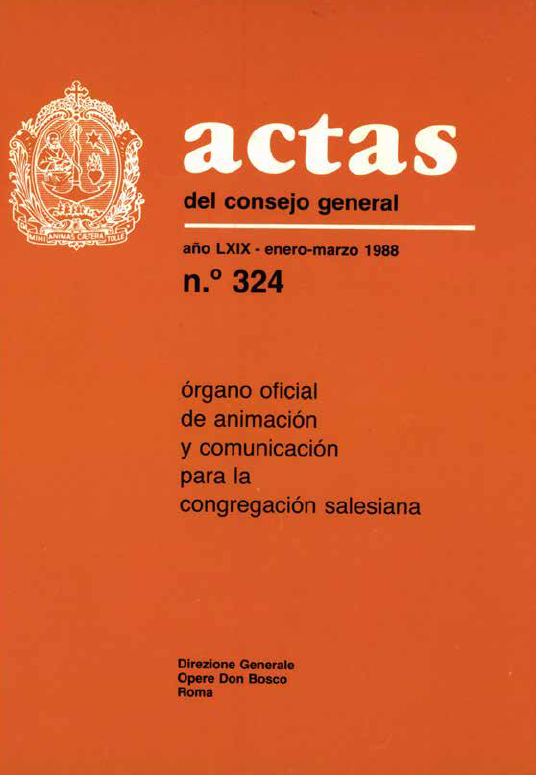 actas
del consejo general
año LXIX - enero-marzo 1988
n.º 324
DA MIHI ANIMAS CÆTERA TOLLE
órgano oficial
de animación
y comunicación
para la
congregación salesiana
Direzione Generale
Opere Don Bosco
Roma